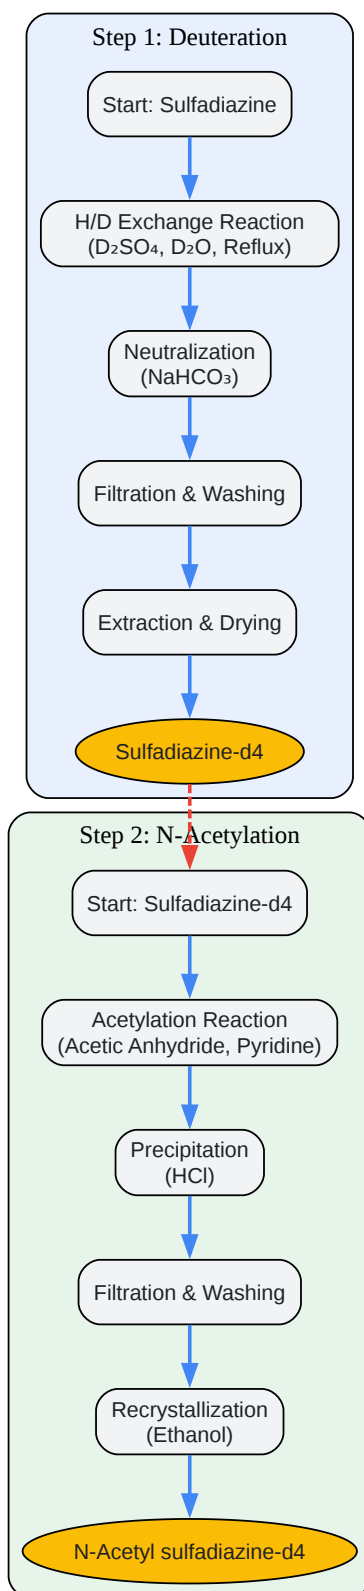 Step 1: Deuteration
Start: Sulfadiazine
H/D Exchange Reaction
(D₂SO₄, D₂O, Reflux)
Neutralization
(NaHCO₃)
Filtration & Washing
Extraction & Drying
Sulfadiazine-d4
Step 2: N-Acetylation
Start: Sulfadiazine-d4
Acetylation Reaction
(Acetic Anhydride, Pyridine)
Precipitation
(HCl)
Filtration & Washing
Recrystallization
(Ethanol)
N-Acetyl sulfadiazine-d4